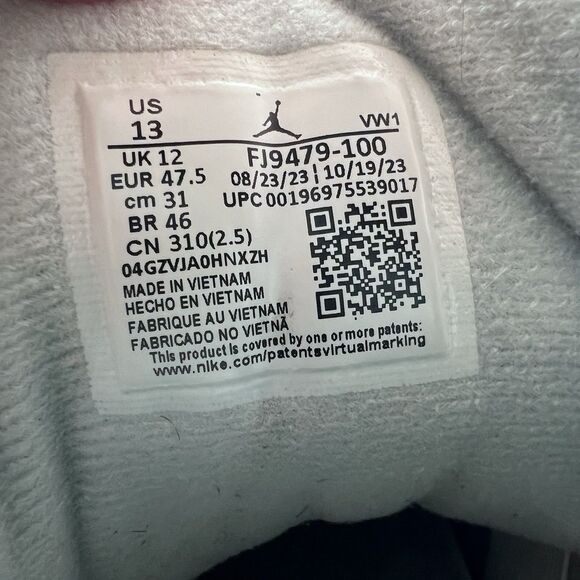 US
13
VW1
UK 12
FJ9479-100
EUR 47.5
08/23/23 | 10/19/23
cm 31
UPC 00196975539017
BR 46
CN 310(2.5)
04GZVJA0HNXZH
MADE IN VIETNAM
HECHO EN VIETNAM
FABRIQUE AU VIETNAM
FABRICADO NO VIETNÃ
This product is covered by one or more patents:
www.nike.com/patentsvirtualmarking